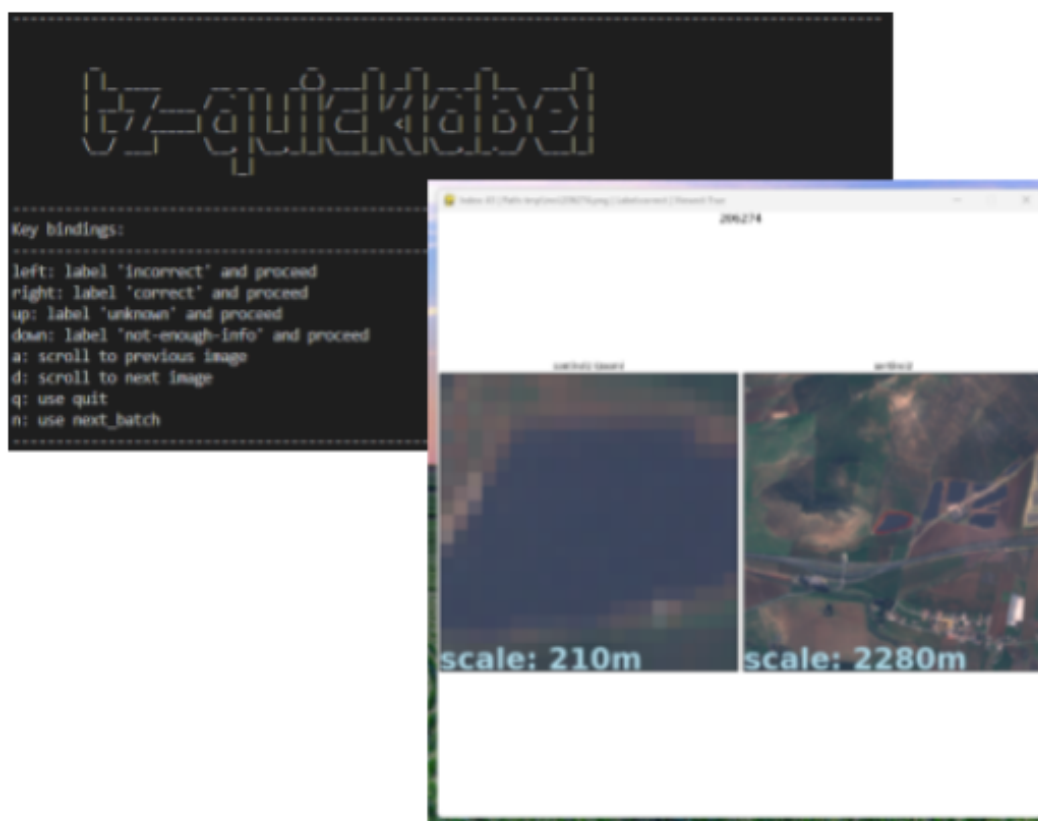 tz-quicklabel
Key bindings:
left: label 'incorrect' and proceed
right: label 'correct' and proceed
up: label 'unknown' and proceed
down: label 'not-enough-info' and proceed
a: scroll to previous image
d: scroll to next image
q: use quit
n: use next_batch
206274
scale: 210m
scale: 2280m